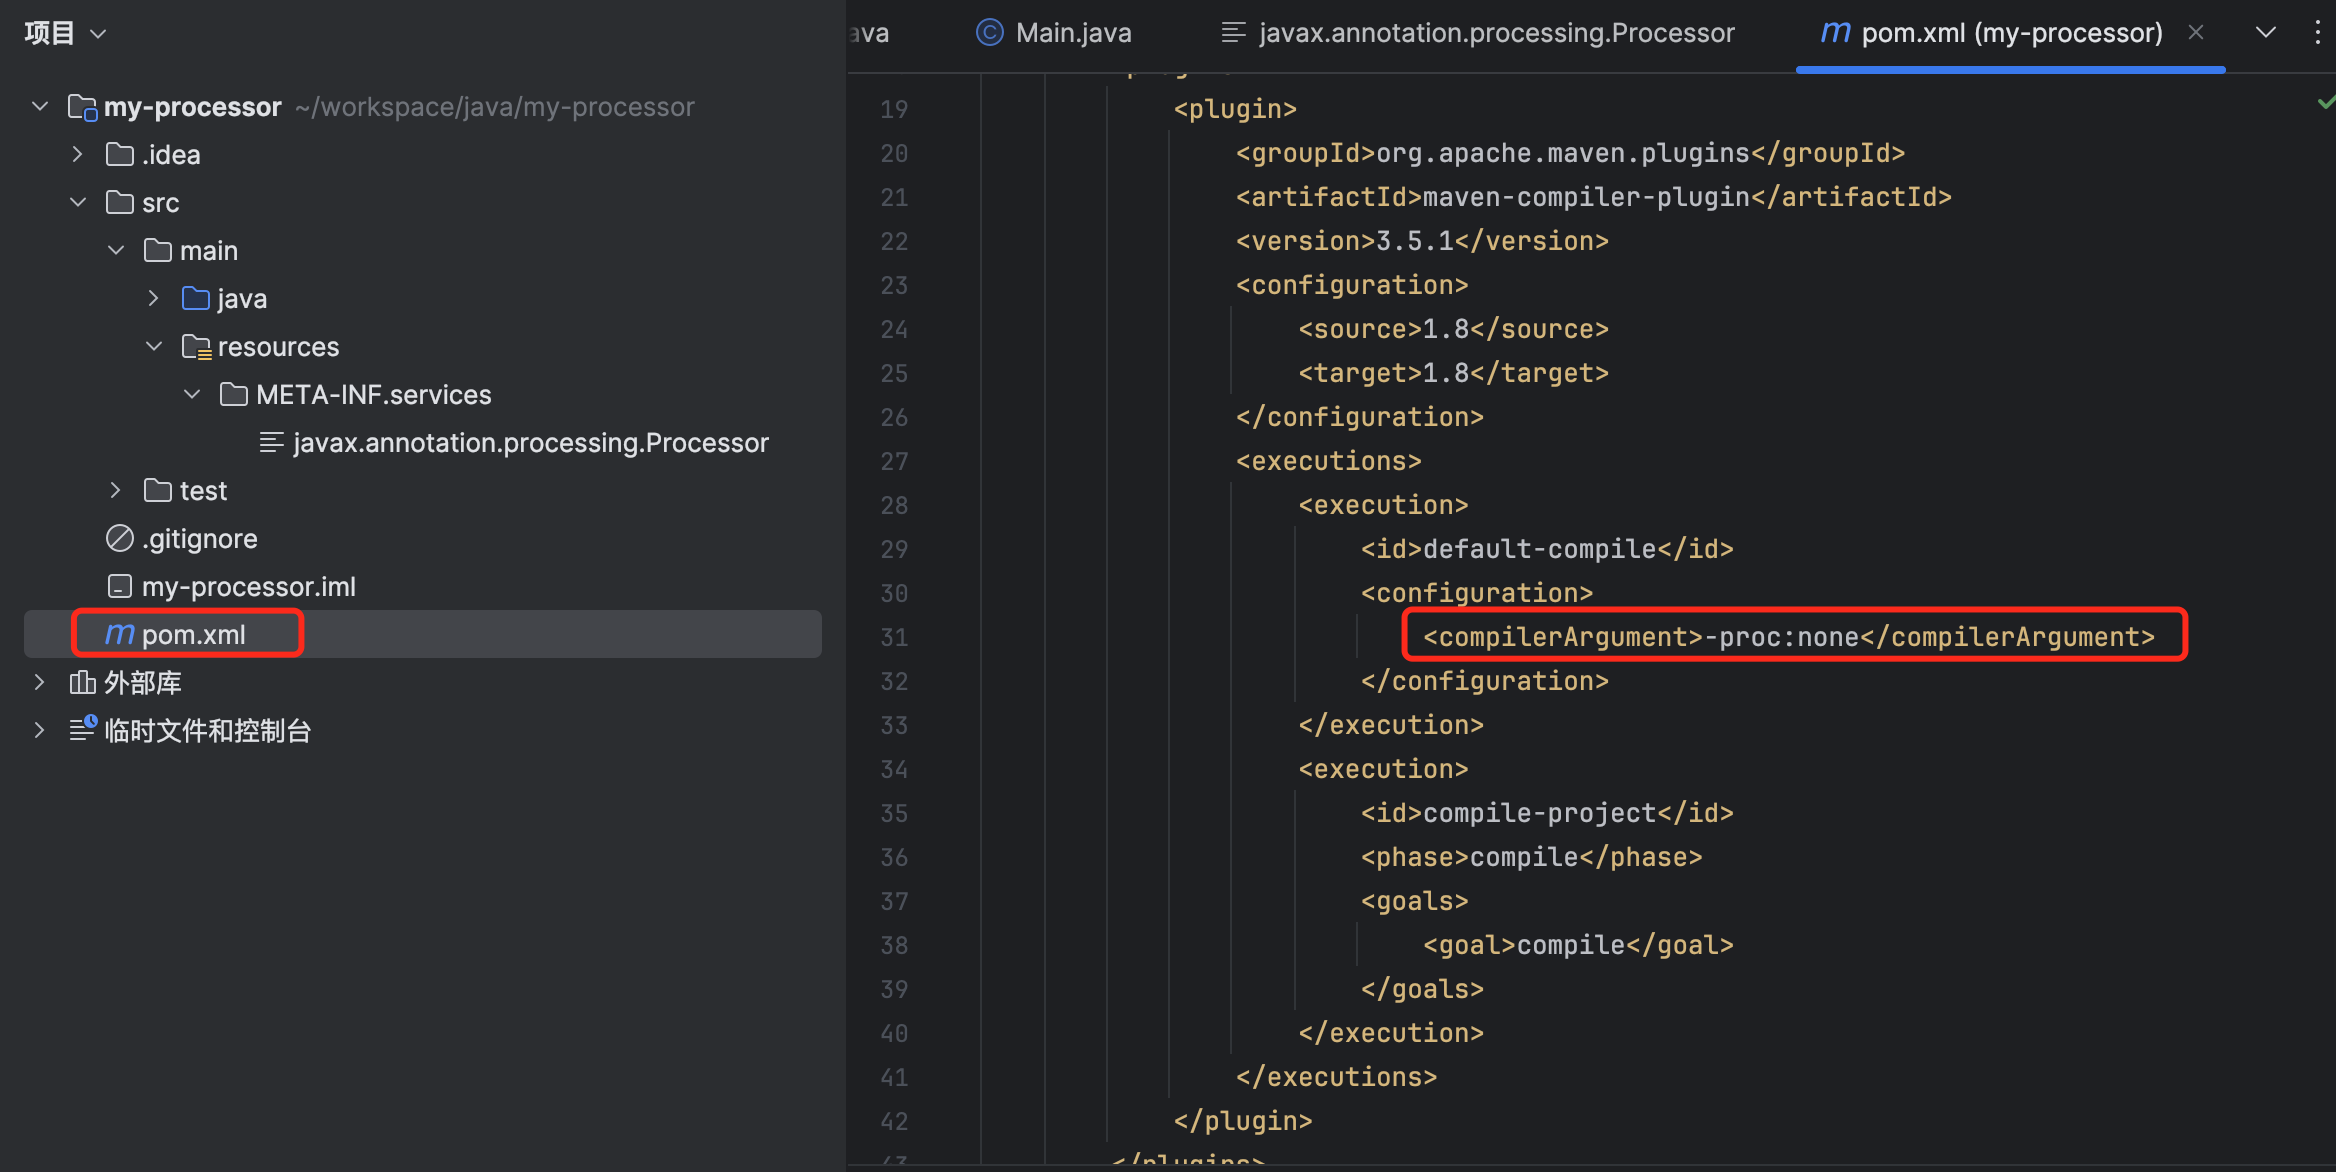 项目
my-processor ~/workspace/java/my-processor
.idea
src
main
java
resources
META-INF.services
javax.annotation.processing.Processor
test
.gitignore
my-processor.iml
pom.xml
外部库
临时文件和控制台
ava Main.java javax.annotation.processing.Processor pom.xml (my-processor)
19 <plugin>
20 <groupId>org.apache.maven.plugins</groupId>
21 <artifactId>maven-compiler-plugin</artifactId>
22 <version>3.5.1</version>
23 <configuration>
24 <source>1.8</source>
25 <target>1.8</target>
26 </configuration>
27 <executions>
28 <execution>
29 <id>default-compile</id>
30 <configuration>
31 <compilerArgument>-proc:none</compilerArgument>
32 </configuration>
33 </execution>
34 <execution>
35 <id>compile-project</id>
36 <phase>compile</phase>
37 <goals>
38 <goal>compile</goal>
39 </goals>
40 </execution>
41 </executions>
42 </plugin>
43 </plugins>